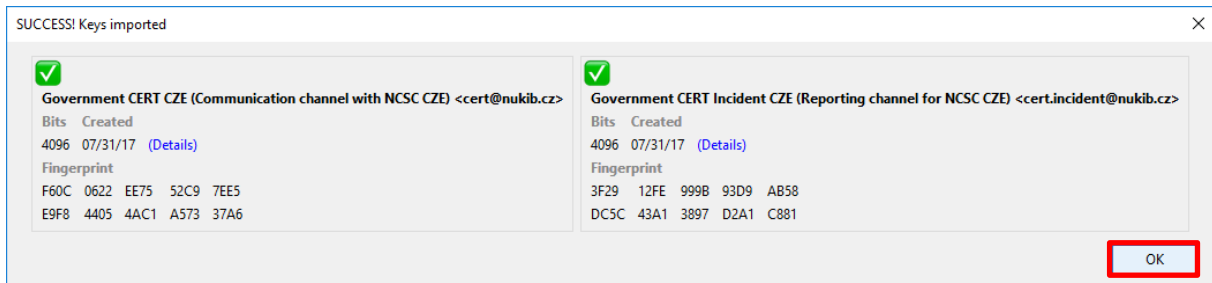 SUCCESS! Keys imported
Government CERT CZE (Communication channel with NCSC CZE) <cert@nukib.cz>
Bits Created
4096 07/31/17 (Details)
Fingerprint
F60C 0622 EE75 52C9 7EE5
E9F8 4405 4AC1 A573 37A6
Government CERT Incident CZE (Reporting channel for NCSC CZE) <cert.incident@nukib.cz>
Bits Created
4096 07/31/17 (Details)
Fingerprint
3F29 12FE 999B 93D9 AB58
DC5C 43A1 3897 D2A1 C881
OK